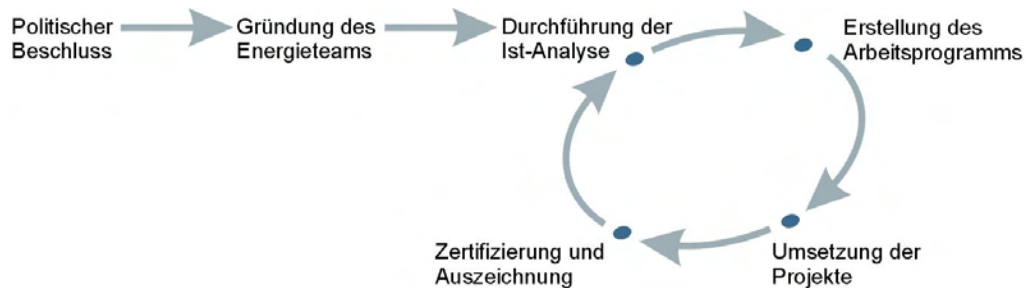 Politischer
Beschluss
Gründung des
Energieteams
Durchführung der
Ist-Analyse
Erstellung des
Arbeitsprogramms
Umsetzung der
Projekte
Zertifizierung und
Auszeichnung